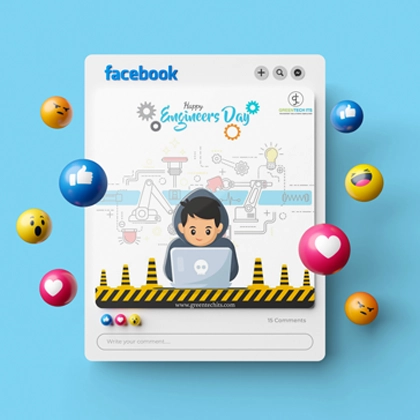 facebook
Happy
Engineers Day
GREENTECH ITS
www.greentechits.com
15 Comments
Write your comment....